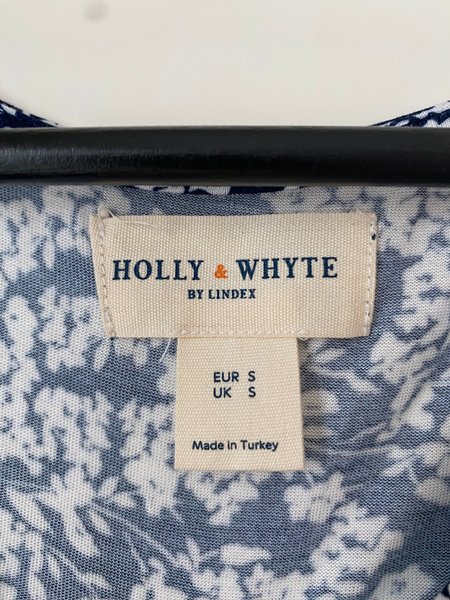 HOLLY & WHYTE
BY LINDEX
EUR S
UK S
Made in Turkey